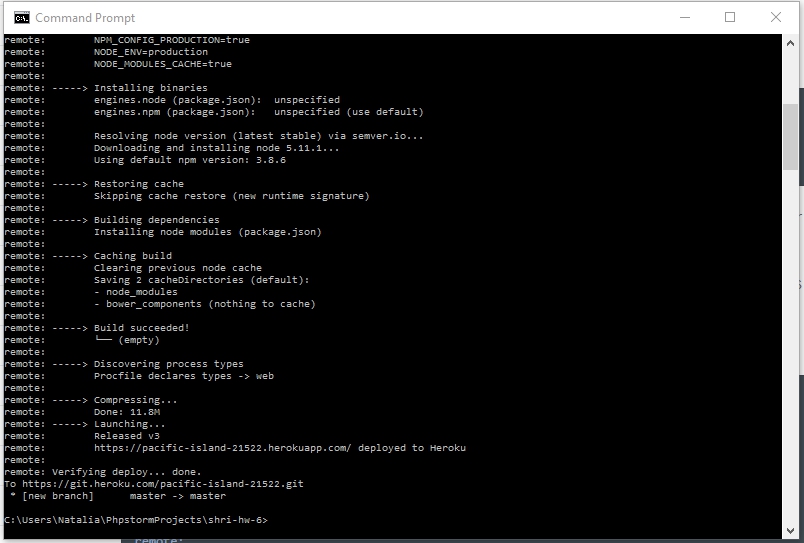 Command Prompt
remote:        NPM_CONFIG_PRODUCTION=true
remote:        NODE_ENV=production
remote:        NODE_MODULES_CACHE=true
remote:
remote: -----> Installing binaries
remote:        engines.node (package.json):  unspecified
remote:        engines.npm (package.json):   unspecified (use default)
remote:
remote:        Resolving node version (latest stable) via semver.io...
remote:        Downloading and installing node 5.11.1...
remote:        Using default npm version: 3.8.6
remote:
remote: -----> Restoring cache
remote:        Skipping cache restore (new runtime signature)
remote:
remote: -----> Building dependencies
remote:        Installing node modules (package.json)
remote:
remote: -----> Caching build
remote:        Clearing previous node cache
remote:        Saving 2 cacheDirectories (default):
remote:        - node_modules
remote:        - bower_components (nothing to cache)
remote:
remote: -----> Build succeeded!
remote:        └── (empty)
remote:
remote: -----> Discovering process types
remote:        Procfile declares types -> web
remote:
remote: -----> Compressing...
remote:        Done: 11.8M
remote: -----> Launching...
remote:        Released v3
remote:        https://pacific-island-21522.herokuapp.com/ deployed to Heroku
remote:
remote: Verifying deploy... done.
To https://git.heroku.com/pacific-island-21522.git
 * [new branch]      master -> master
C:\Users\Natalia\PhpstormProjects\shri-hw-6>
remote: